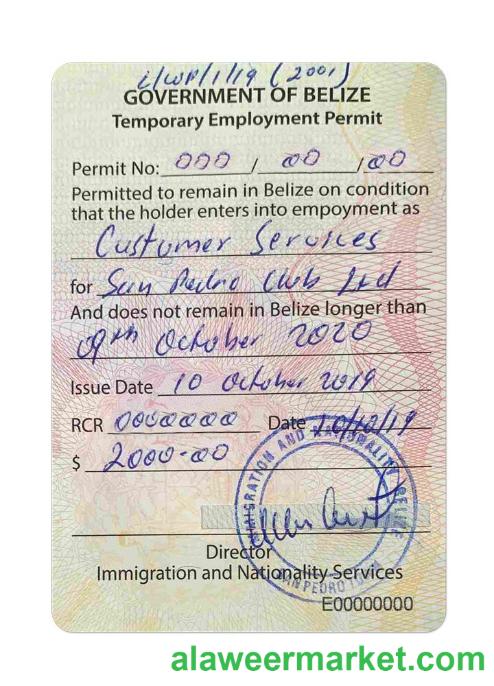 i/WP/1/19 (2001)
GOVERNMENT OF BELIZE
Temporary Employment Permit
Permit No: 000 / 00 /00
Permitted to remain in Belize on condition
that the holder enters into empoyment as
Customer Services
for San Pedro Club Ltd
And does not remain in Belize longer than
09th October 2020
Issue Date 10 October 2019
RCR 0000000 Date 10/10/19
$ 2000-00
IMMIGRATION AND NATIONALITY BELIZE
SAN PEDRO
Director
Immigration and Nationality Services
E00000000
alaweermarket.com